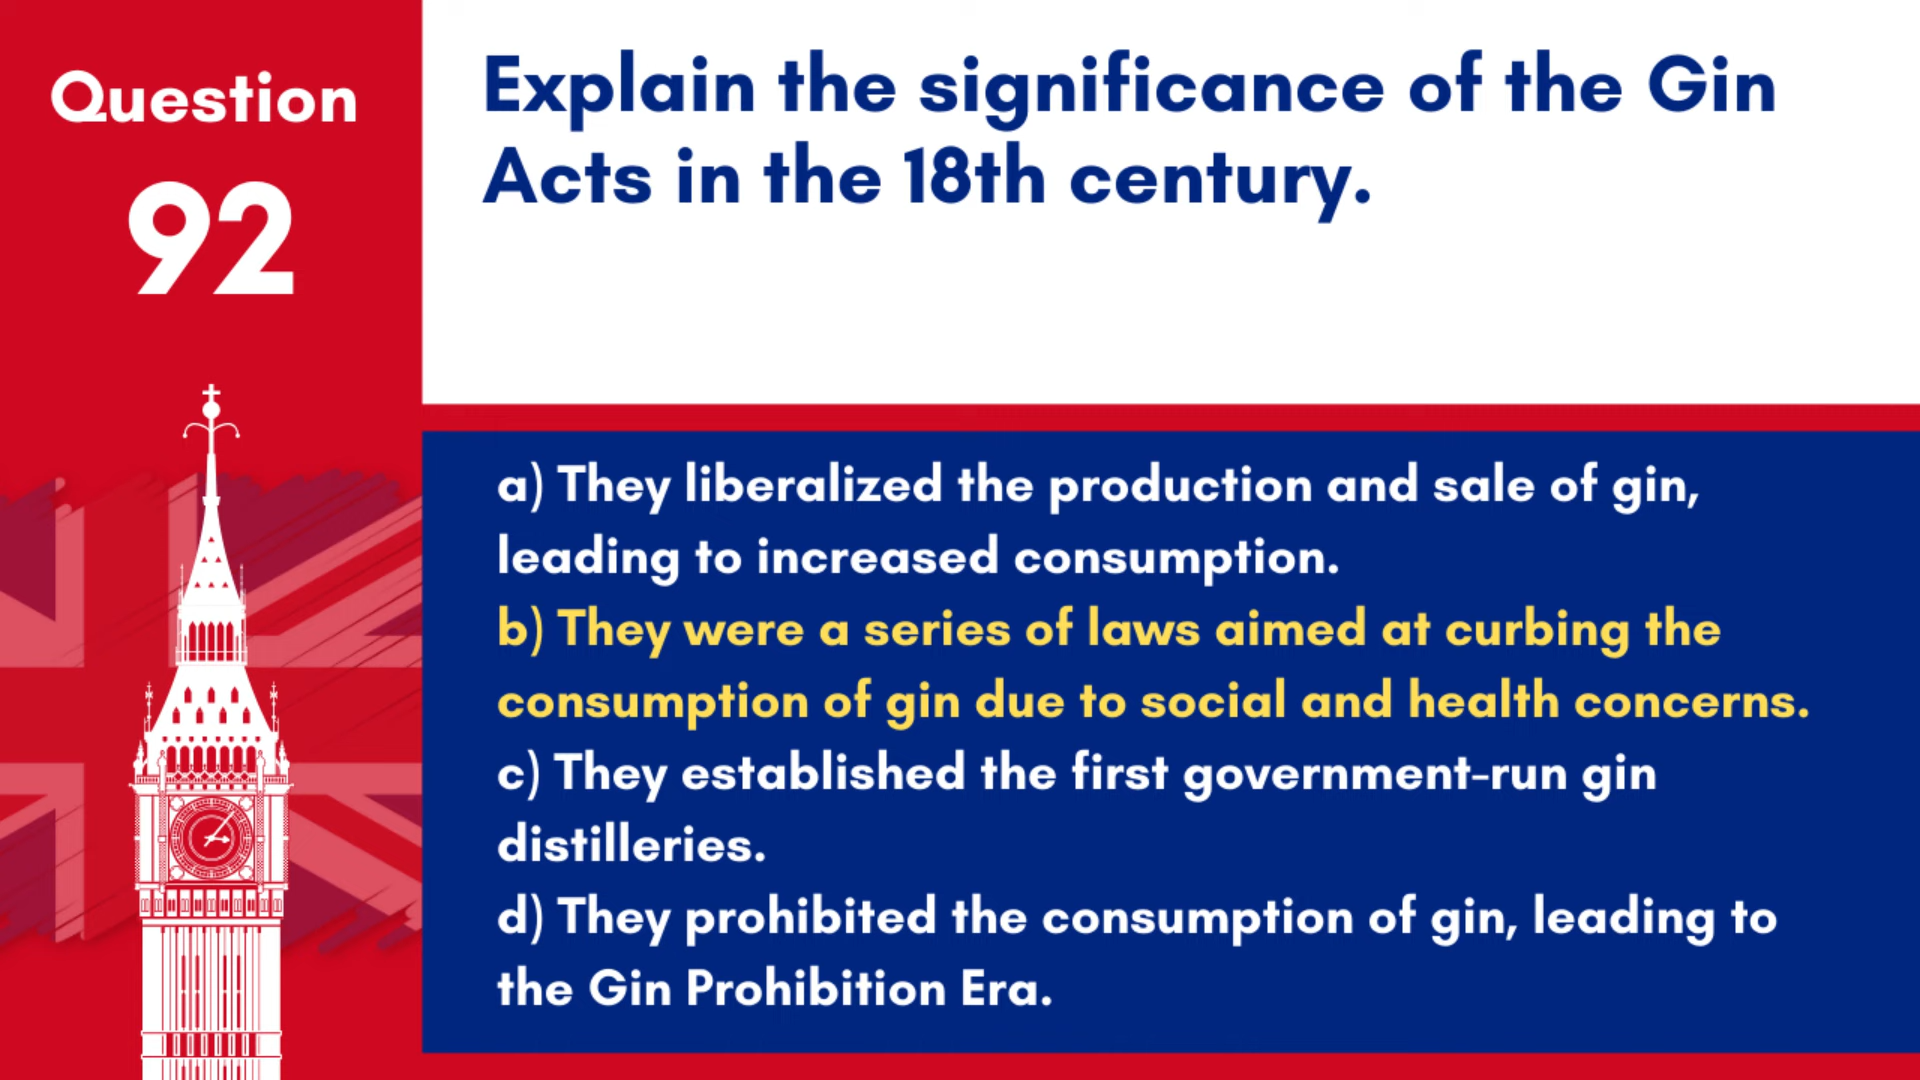 Question
92
Explain the significance of the Gin
Acts in the 18th century.
a) They liberalized the production and sale of gin,
leading to increased consumption.
b) They were a series of laws aimed at curbing the
consumption of gin due to social and health concerns.
c) They established the first government-run gin
distilleries.
d) They prohibited the consumption of gin, leading to
the Gin Prohibition Era.